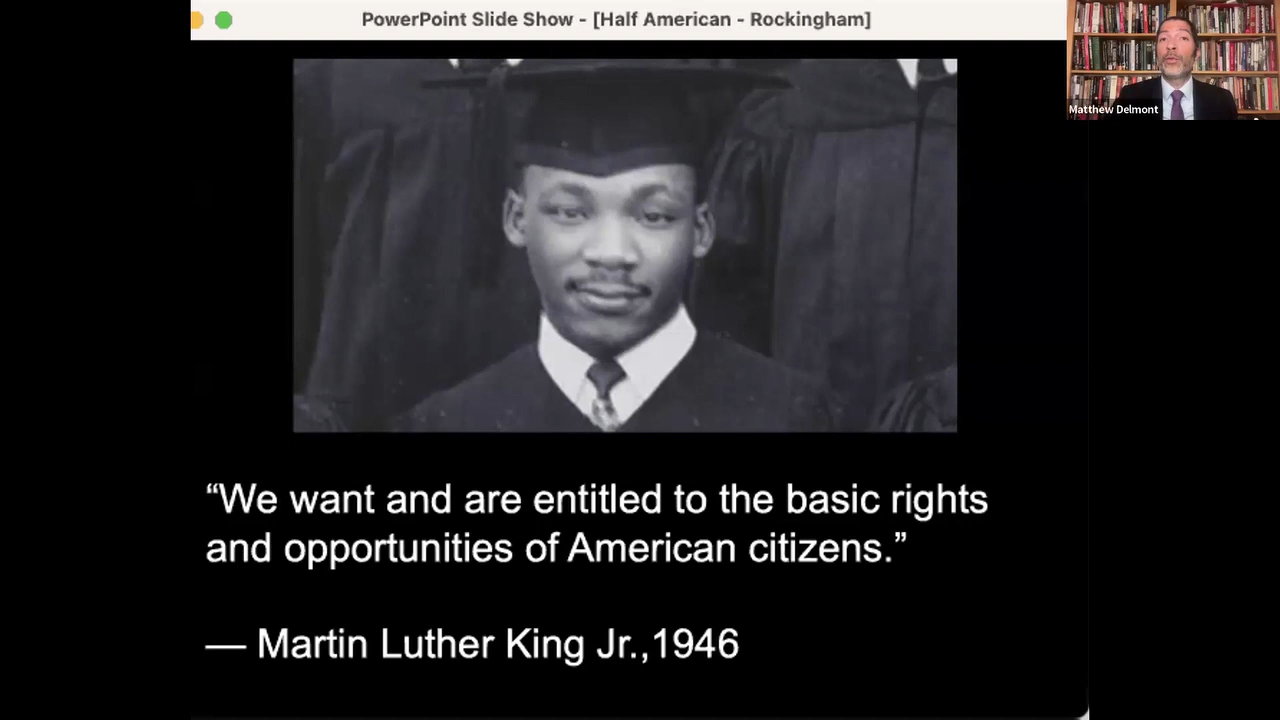 PowerPoint Slide Show - [Half American - Rockingham]
Matthew Delmont
“We want and are entitled to the basic rights
and opportunities of American citizens.”
— Martin Luther King Jr.,1946